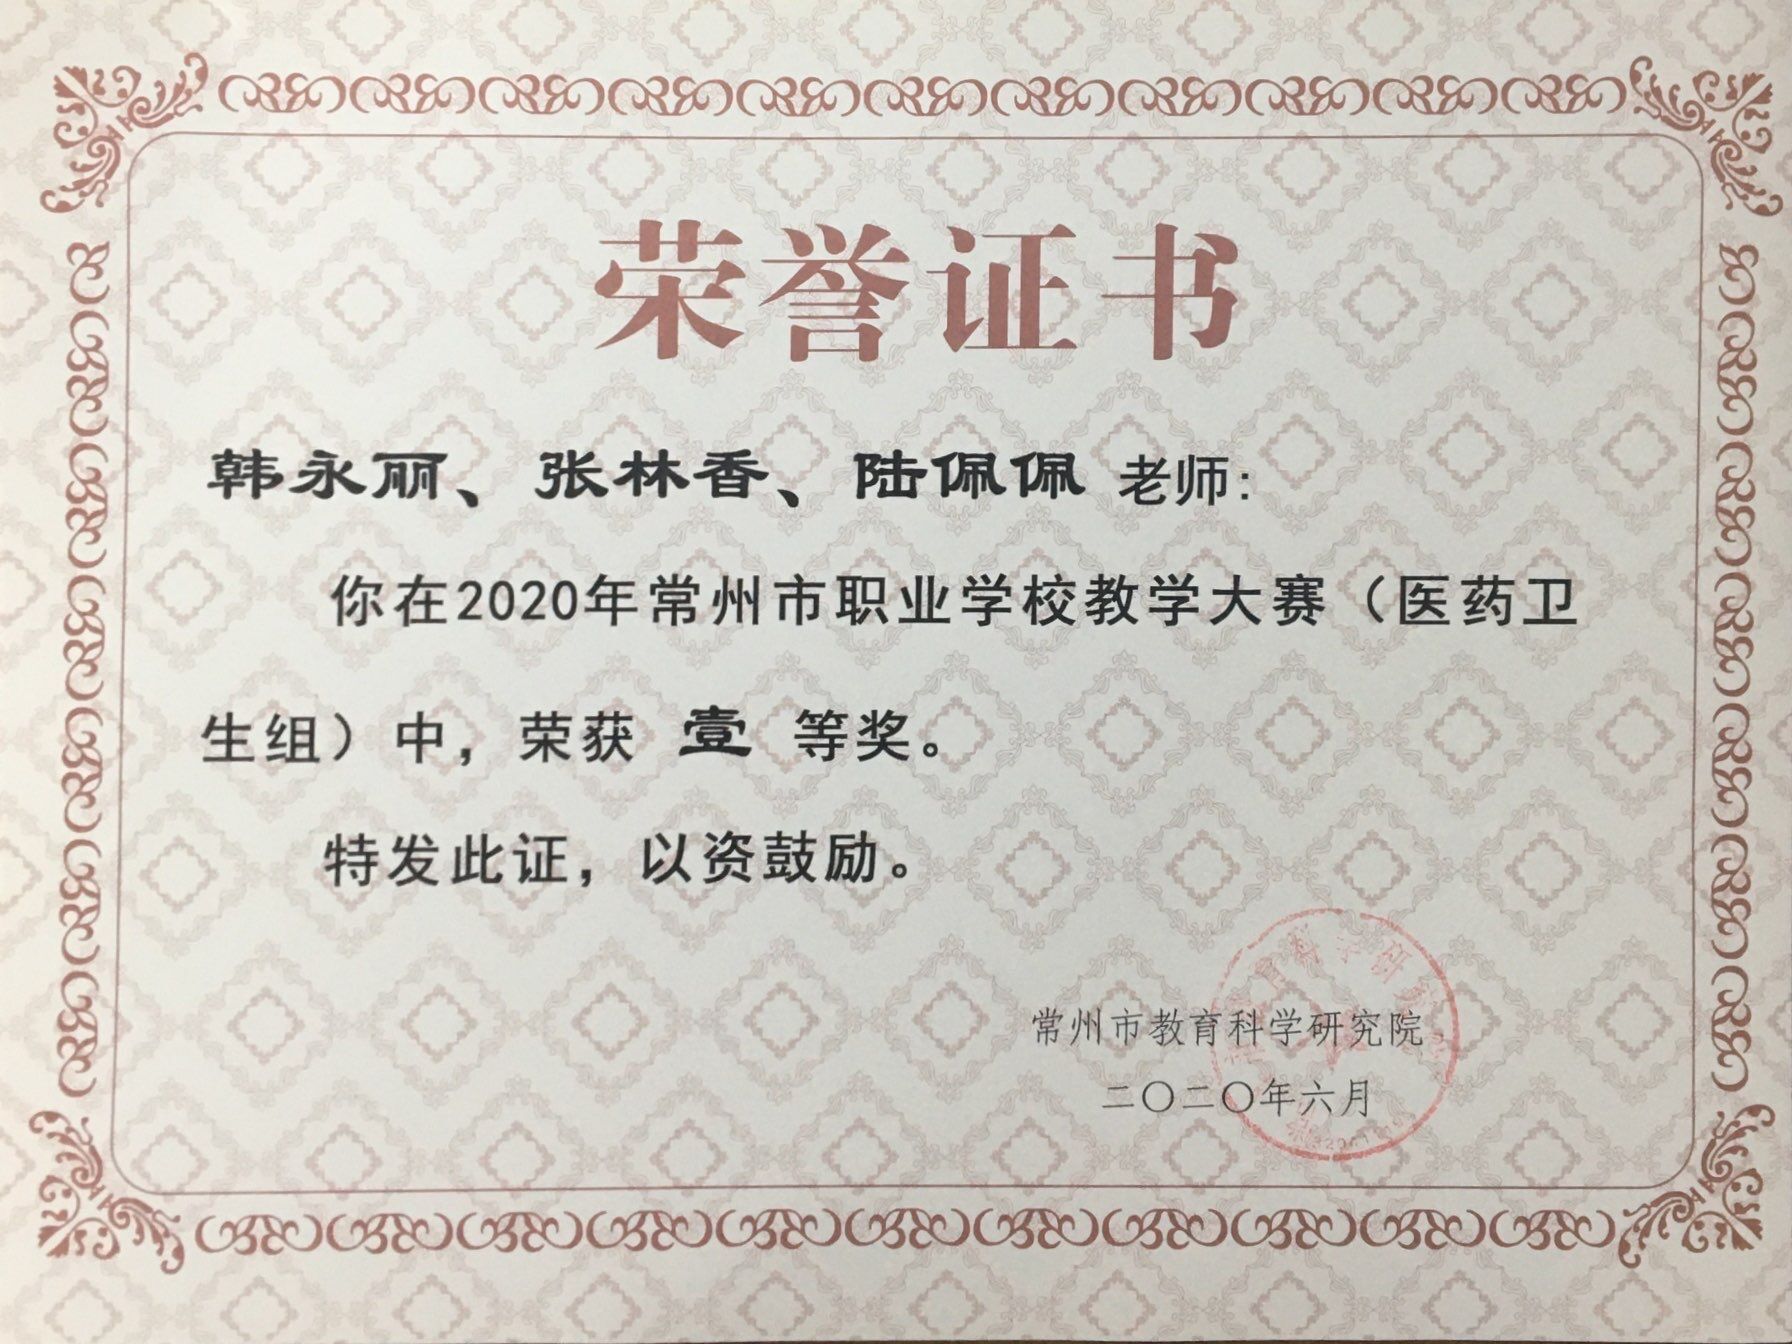 荣誉证书
韩永丽、张林香、陆佩佩 老师:
你在2020年常州市职业学校教学大赛（医药卫
生组）中，荣获 壹 等奖。
特发此证，以资鼓励。
常州市教育科学研究院
二〇二〇年六月